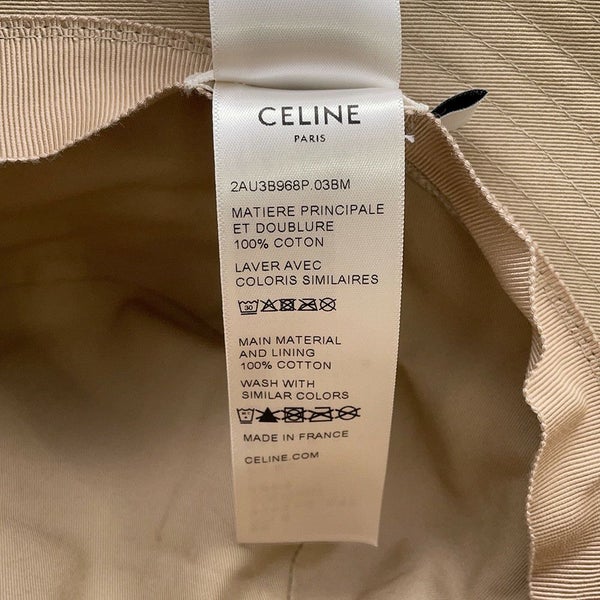 CELINE
PARIS
2AU3B968P.03BM
MATIERE PRINCIPALE
ET DOUBLURE
100% COTON
LAVER AVEC
COLORIS SIMILAIRES
30
MAIN MATERIAL
AND LINING
100% COTTON
WASH WITH
SIMILAR COLORS
MADE IN FRANCE
CELINE.COM